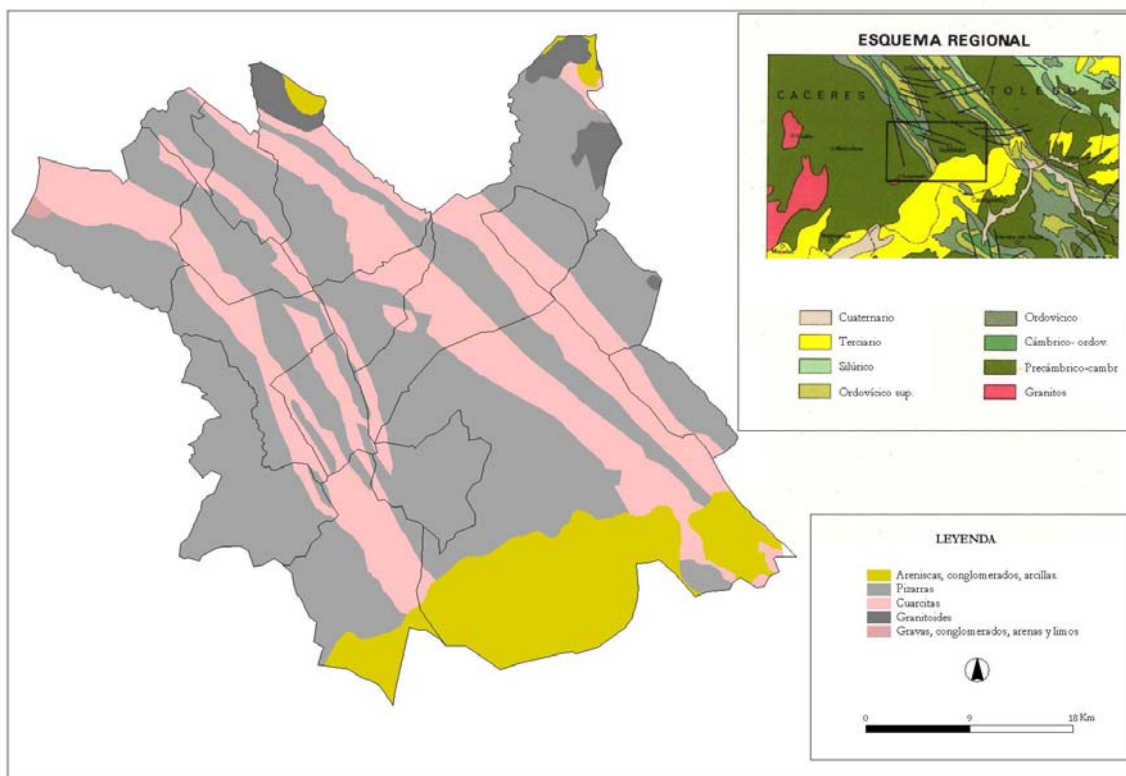 ESQUEMA REGIONAL
CACERES
TOLEDO
Cuaternario
Terciario
Silúrico
Ordovícico sup.
Ordovícico
Cámbrico- ordov.
Precámbrico-cambr
Granitos
LEYENDA
Areniscas, conglomerados, arcillas.
Pizarras
Cuarcitas
Granitoides
Gravas, conglomerados, arenas y limos
0 9 18 Km